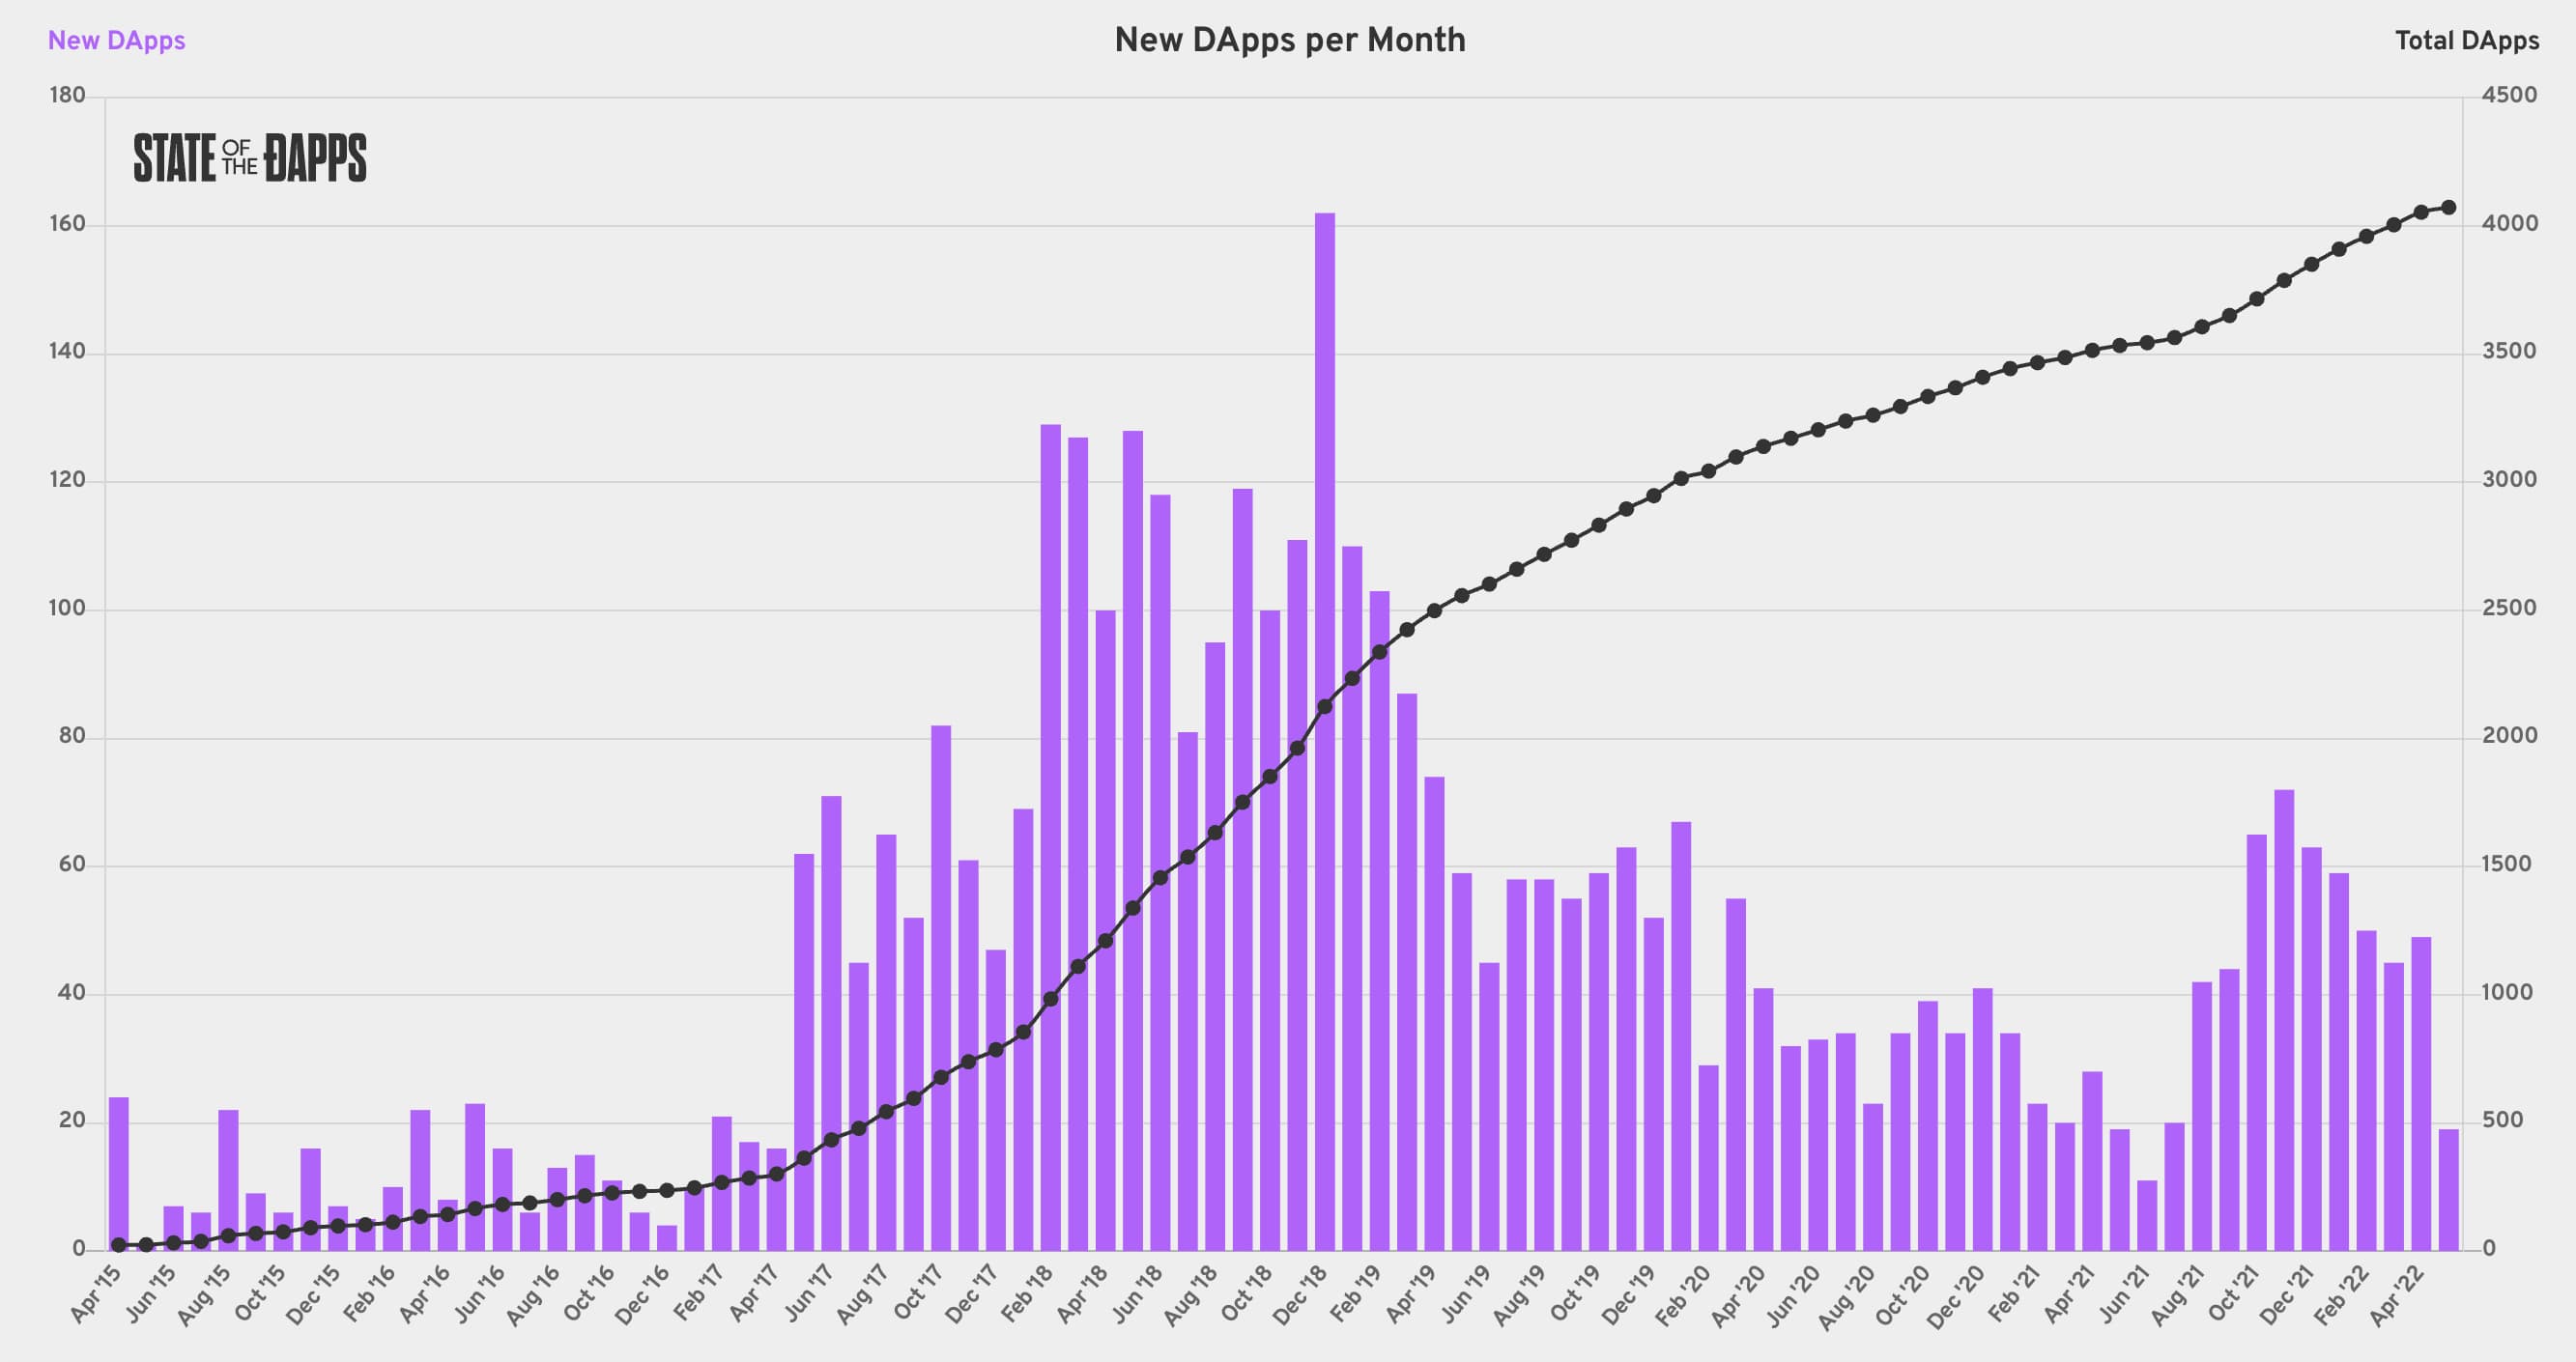 New DApps
New DApps per Month
Total DApps
180
160
140
120
100
80
60
40
20
0
STATE OF THE ĐAPPS
4500
4000
3500
3000
2500
2000
1500
1000
500
0
Apr '15
Jun '15
Aug '15
Oct '15
Dec '15
Feb '16
Apr '16
Jun '16
Aug '16
Oct '16
Dec '16
Feb '17
Apr '17
Jun '17
Aug '17
Oct '17
Dec '17
Feb '18
Apr '18
Jun '18
Aug '18
Oct '18
Dec '18
Feb '19
Apr '19
Jun '19
Aug '19
Oct '19
Dec '19
Feb '20
Apr '20
Jun '20
Aug '20
Oct '20
Dec '20
Feb '21
Apr '21
Jun '21
Aug '21
Oct '21
Dec '21
Feb '22
Apr '22